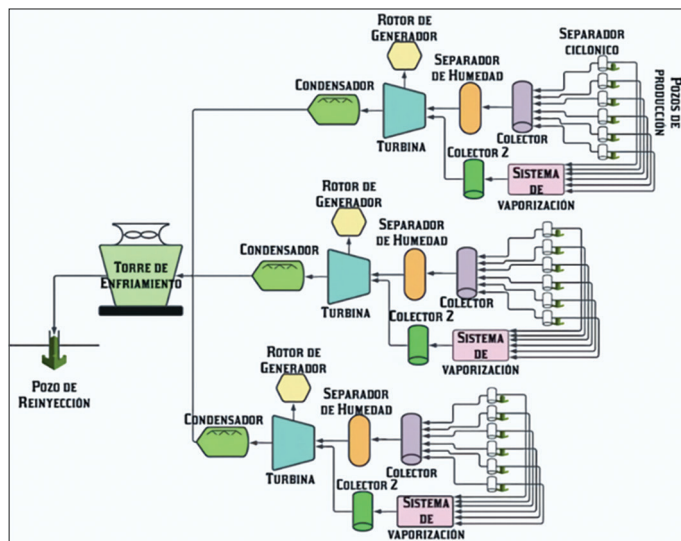 Rotor de
Generador
Separador
ciclonico
Separador
de Humedad
Condensador
Pozos de
producción
Turbina
Colector
Colector 2
Sistema
de
vaporización
Rotor de
Generador
Separador
de Humedad
Condensador
Turbina
Colector
Colector 2
Sistema
de
vaporización
Torre de
Enfriamiento
Pozo de
Reinyección
Rotor de
Generador
Separador
de Humedad
Condensador
Turbina
Colector
Colector 2
Sistema
de
vaporización